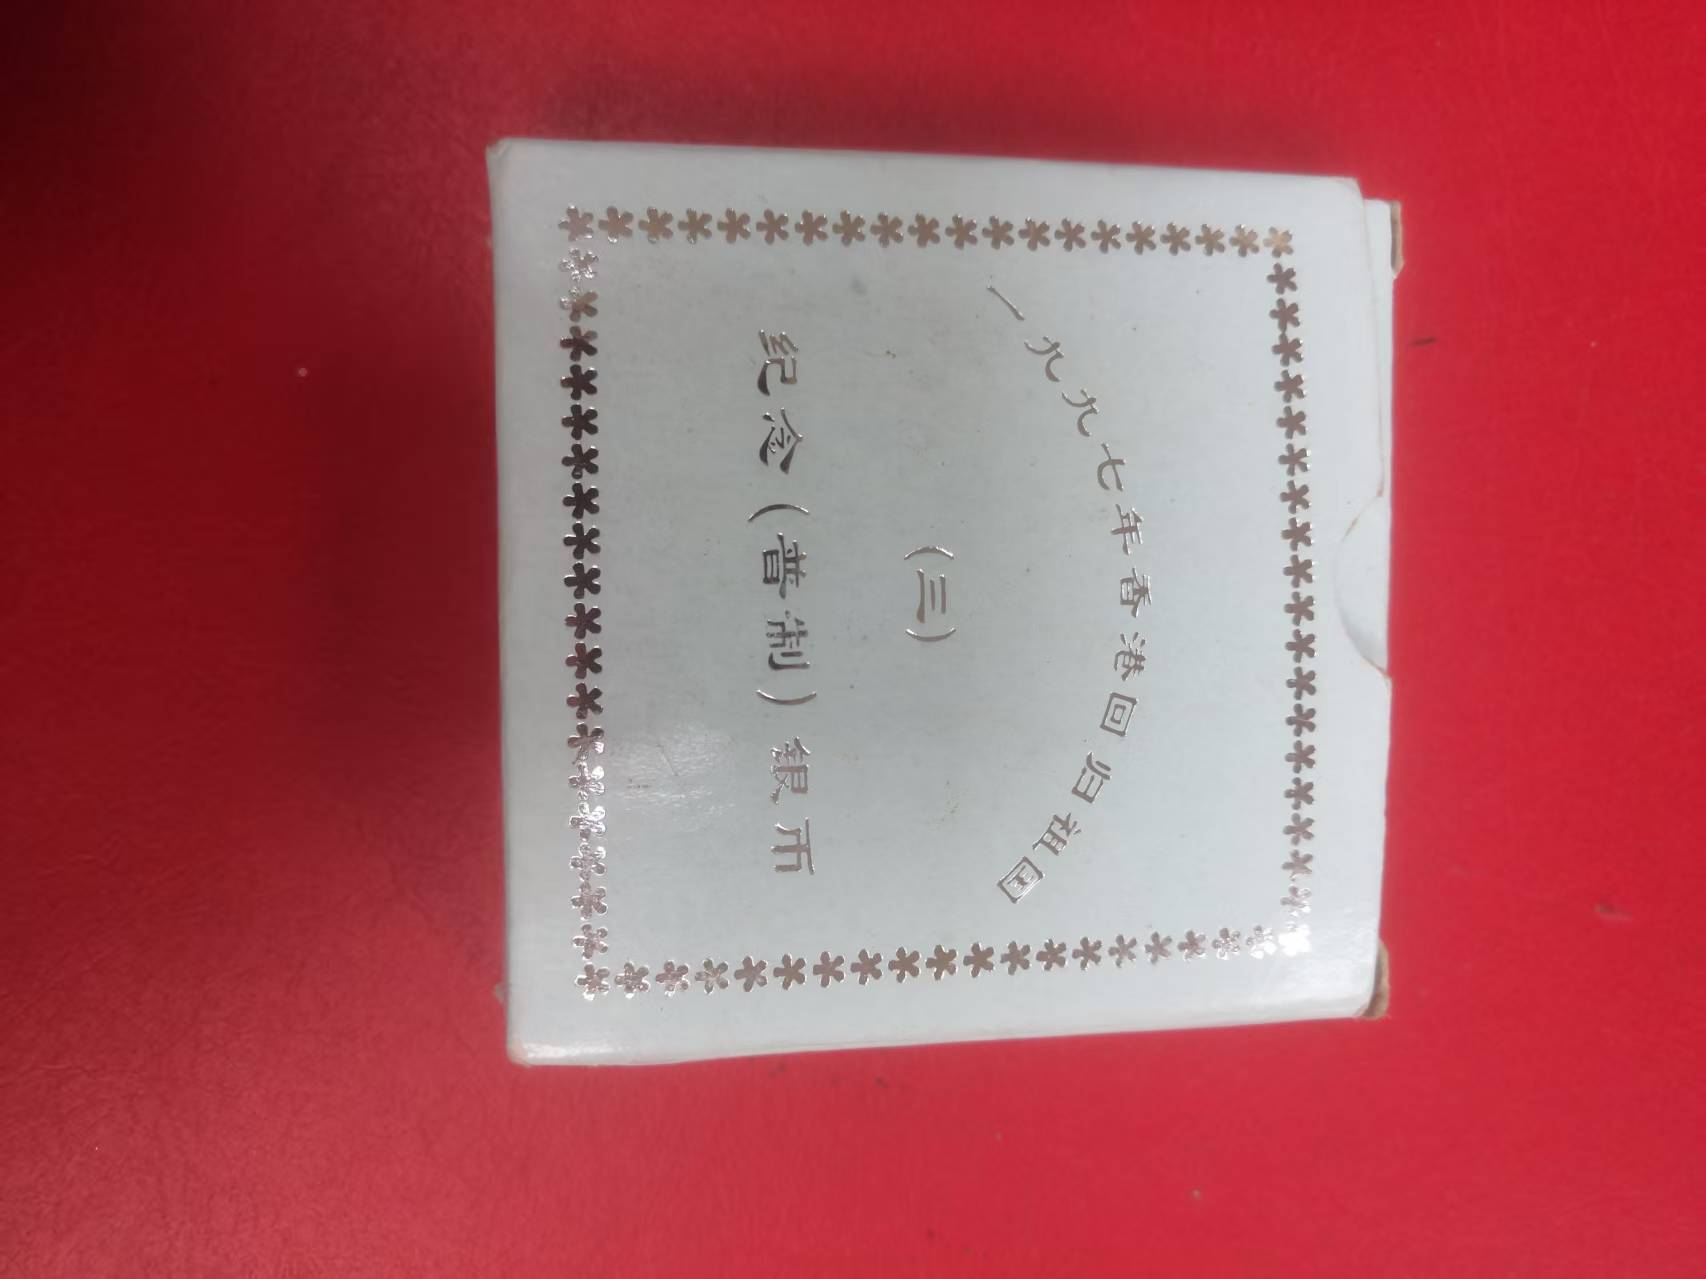 一九九七年香港回归祖国
（三）
纪念（普制）银币